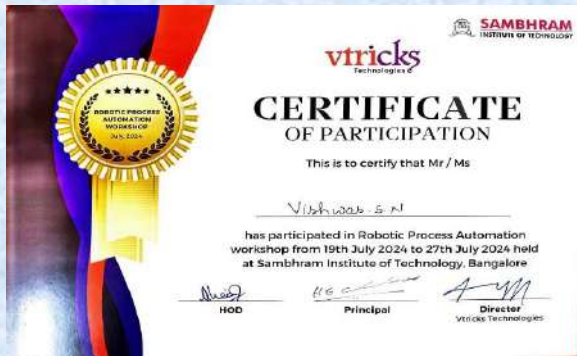 SAMBHRAM
INSTITUTE OF TECHNOLOGY
vtricks
Technologies
ROBOTIC PROCESS
AUTOMATION
WORKSHOP
July, 2024
CERTIFICATE
OF PARTICIPATION
This is to certify that Mr / Ms
Vishwas. S. N
has participated in Robotic Process Automation
workshop from 19th July 2024 to 27th July 2024 held
at Sambhram Institute of Technology, Bangalore
HOD
Principal
Director
Vtricks Technologies